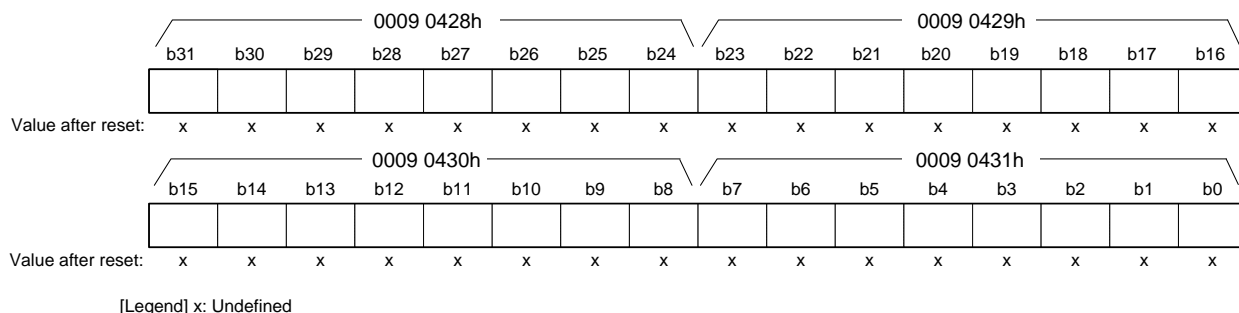 0009 0428h 0009 0429h
b31 b30 b29 b28 b27 b26 b25 b24 b23 b22 b21 b20 b19 b18 b17 b16
Value after reset: x x x x x x x x x x x x x x x x
0009 0430h 0009 0431h
b15 b14 b13 b12 b11 b10 b9 b8 b7 b6 b5 b4 b3 b2 b1 b0
Value after reset: x x x x x x x x x x x x x x x x
[Legend] x: Undefined